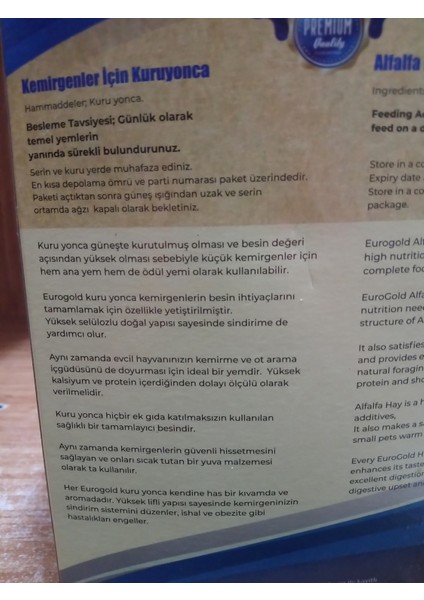 PREMIUM
Quality
Kemirgenler İçin Kuruyonca
Hammaddeler; Kuru yonca.
Besleme Tavsiyesi; Günlük olarak
temel yemlerin
yanında sürekli bulundurunuz.
Serin ve kuru yerde muhafaza ediniz.
En kısa depolama ömrü ve parti numarası paket üzerindedir.
Paketi açtıktan sonra güneş ışığından uzak ve serin
ortamda ağzı kapalı olarak bekletiniz.
Kuru yonca güneşte kurutulmuş olması ve besin değeri
açısından yüksek olması sebebiyle küçük kemirgenler için
hem ana yem hem de ödül yemi olarak kullanılabilir.
Eurogold kuru yonca kemirgenlerin besin ihtiyaçlarını
tamamlamak için özellikle yetiştirilmiştir.
Yüksek selülozlu doğal yapısı sayesinde sindirime de
yardımcı olur.
Aynı zamanda evcil hayvanınızın kemirme ve ot arama
içgüdüsünü de doyurması için ideal bir yemdir. Yüksek
kalsiyum ve protein içerdiğinden dolayı ölçülü olarak
verilmelidir.
Kuru yonca hiçbir ek gıda katılmaksızın kullanılan
sağlıklı bir tamamlayıcı besindir.
Aynı zamanda kemirgenlerin güvenli hissetmesini
sağlayan ve onları sıcak tutan bir yuva malzemesi
olarak ta kullanılır.
Her Eurogold kuru yonca kendine has bir kıvamda ve
aromadadır. Yüksek lifli yapısı sayesinde kemirgeninizin
sindirim sistemini düzenler, ishal ve obezite gibi
hastalıkları engeller.
Alfalfa
Ingredient
Feeding
feed on a
Store in a
Expiry date
Store in a
package.
Eurogold
high
complete
EuroGold
nutrition
structure of
It also satisfies
and provides
natural
protein and
Alfalfa Hay is a
additives,
It also makes a
small pets warm
Every EuroGold
enhances its taste
excellent
digestive upset and